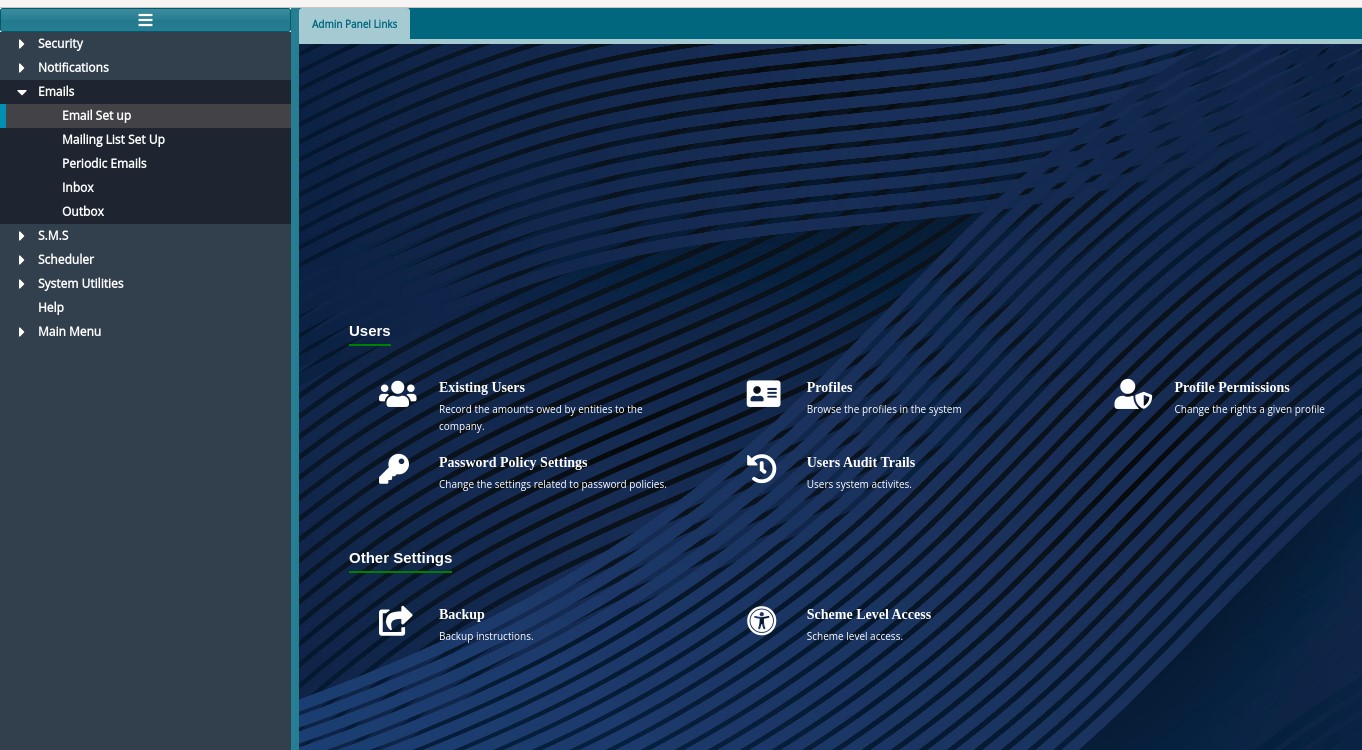 Admin Panel Links
Security
Notifications
Emails
Email Set up
Mailing List Set Up
Periodic Emails
Inbox
Outbox
S.M.S
Scheduler
System Utilities
Help
Main Menu
Users
Existing Users
Record the amounts owed by entities to the
company.
Profiles
Browse the profiles in the system
Profile Permissions
Change the rights a given profile
Password Policy Settings
Change the settings related to password policies.
Users Audit Trails
Users system activites.
Other Settings
Backup
Backup instructions.
Scheme Level Access
Scheme level access.